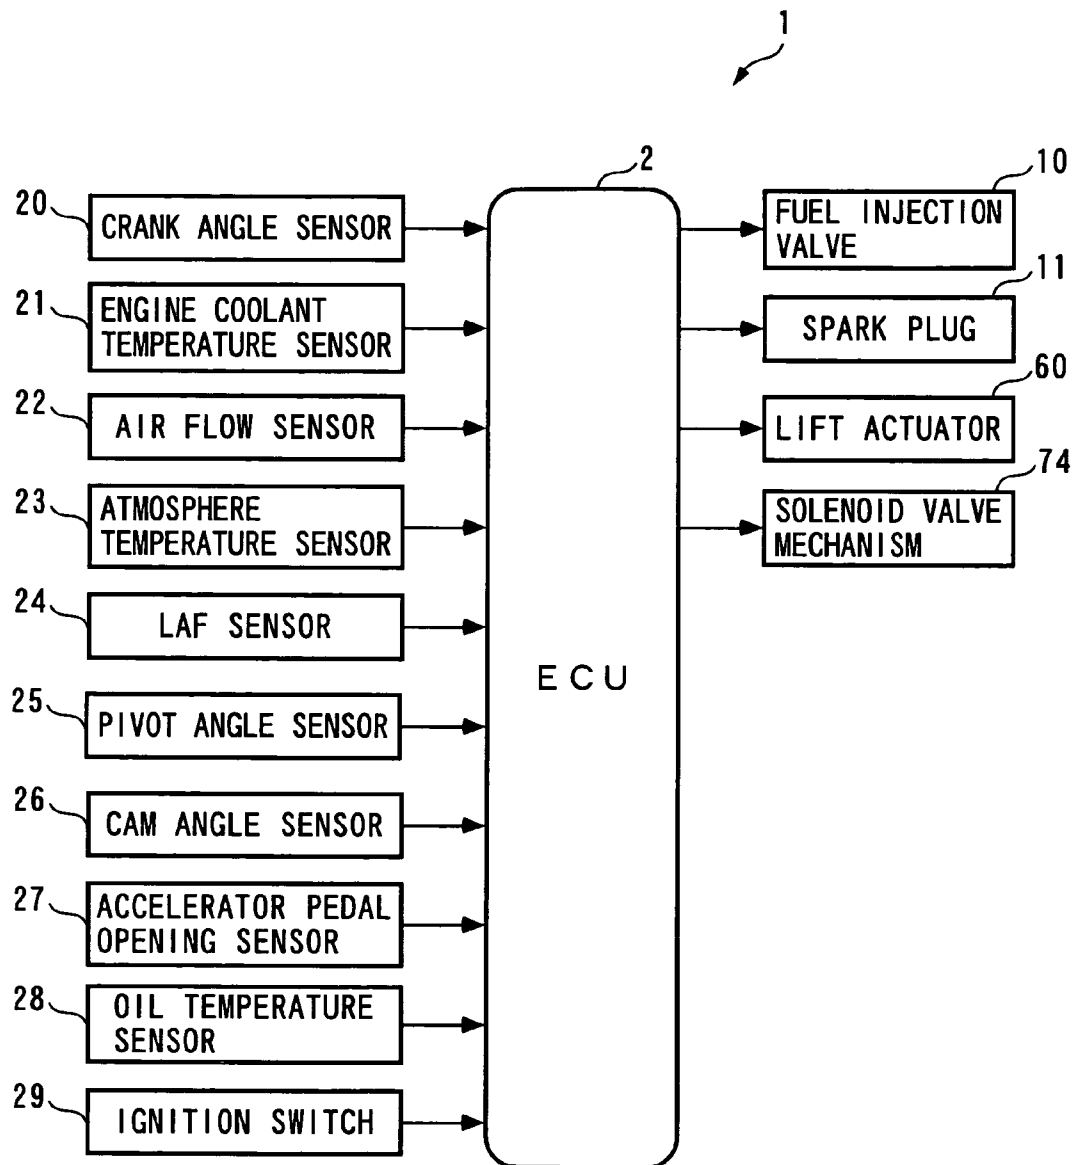 1
2
20
CRANK ANGLE SENSOR
21
ENGINE COOLANT
TEMPERATURE SENSOR
22
AIR FLOW SENSOR
23
ATMOSPHERE
TEMPERATURE SENSOR
24
LAF SENSOR
25
PIVOT ANGLE SENSOR
26
CAM ANGLE SENSOR
27
ACCELERATOR PEDAL
OPENING SENSOR
28
OIL TEMPERATURE
SENSOR
29
IGNITION SWITCH
ECU
10
FUEL INJECTION
VALVE
11
SPARK PLUG
60
LIFT ACTUATOR
74
SOLENOID VALVE
MECHANISM